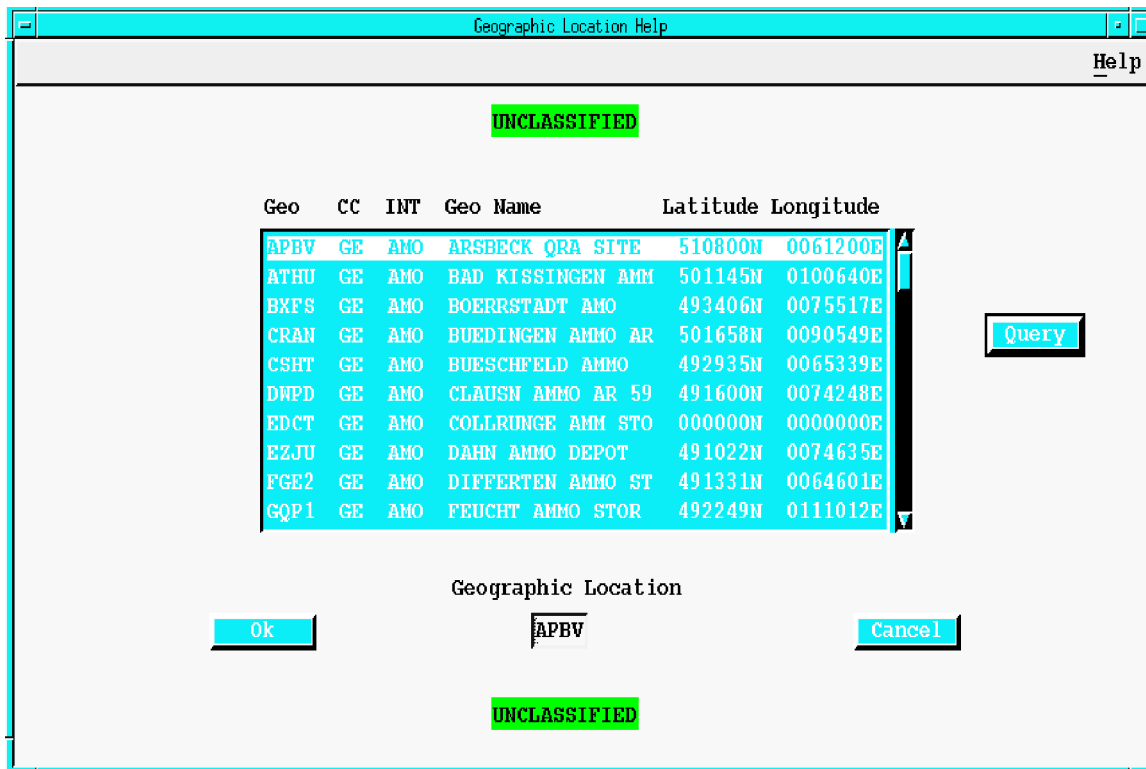 Geographic Location Help
Help
UNCLASSIFIED
Geo CC INT Geo Name Latitude Longitude
APBV GE AMO ARSBECK QRA SITE 510800N 0061200E
ATHU GE AMO BAD KISSINGEN AMM 501145N 0100640E
BXFS GE AMO BOERRSTADT AMO 493406N 0075517E
CRAN GE AMO BUEDINGEN AMMO AR 501658N 0090549E
CSHT GE AMO BUESCHFELD AMMO 492935N 0065339E
DWPD GE AMO CLAUSN AMMO AR 59 491600N 0074248E
EDCT GE AMO COLLRUNGE AMM STO 000000N 0000000E
EZJU GE AMO DAHN AMMO DEPOT 491022N 0074635E
FGE2 GE AMO DIFFERTEN AMMO ST 491331N 0064601E
GQP1 GE AMO FEUCHT AMMO STOR 492249N 0111012E
Query
Geographic Location
Ok APBV Cancel
UNCLASSIFIED